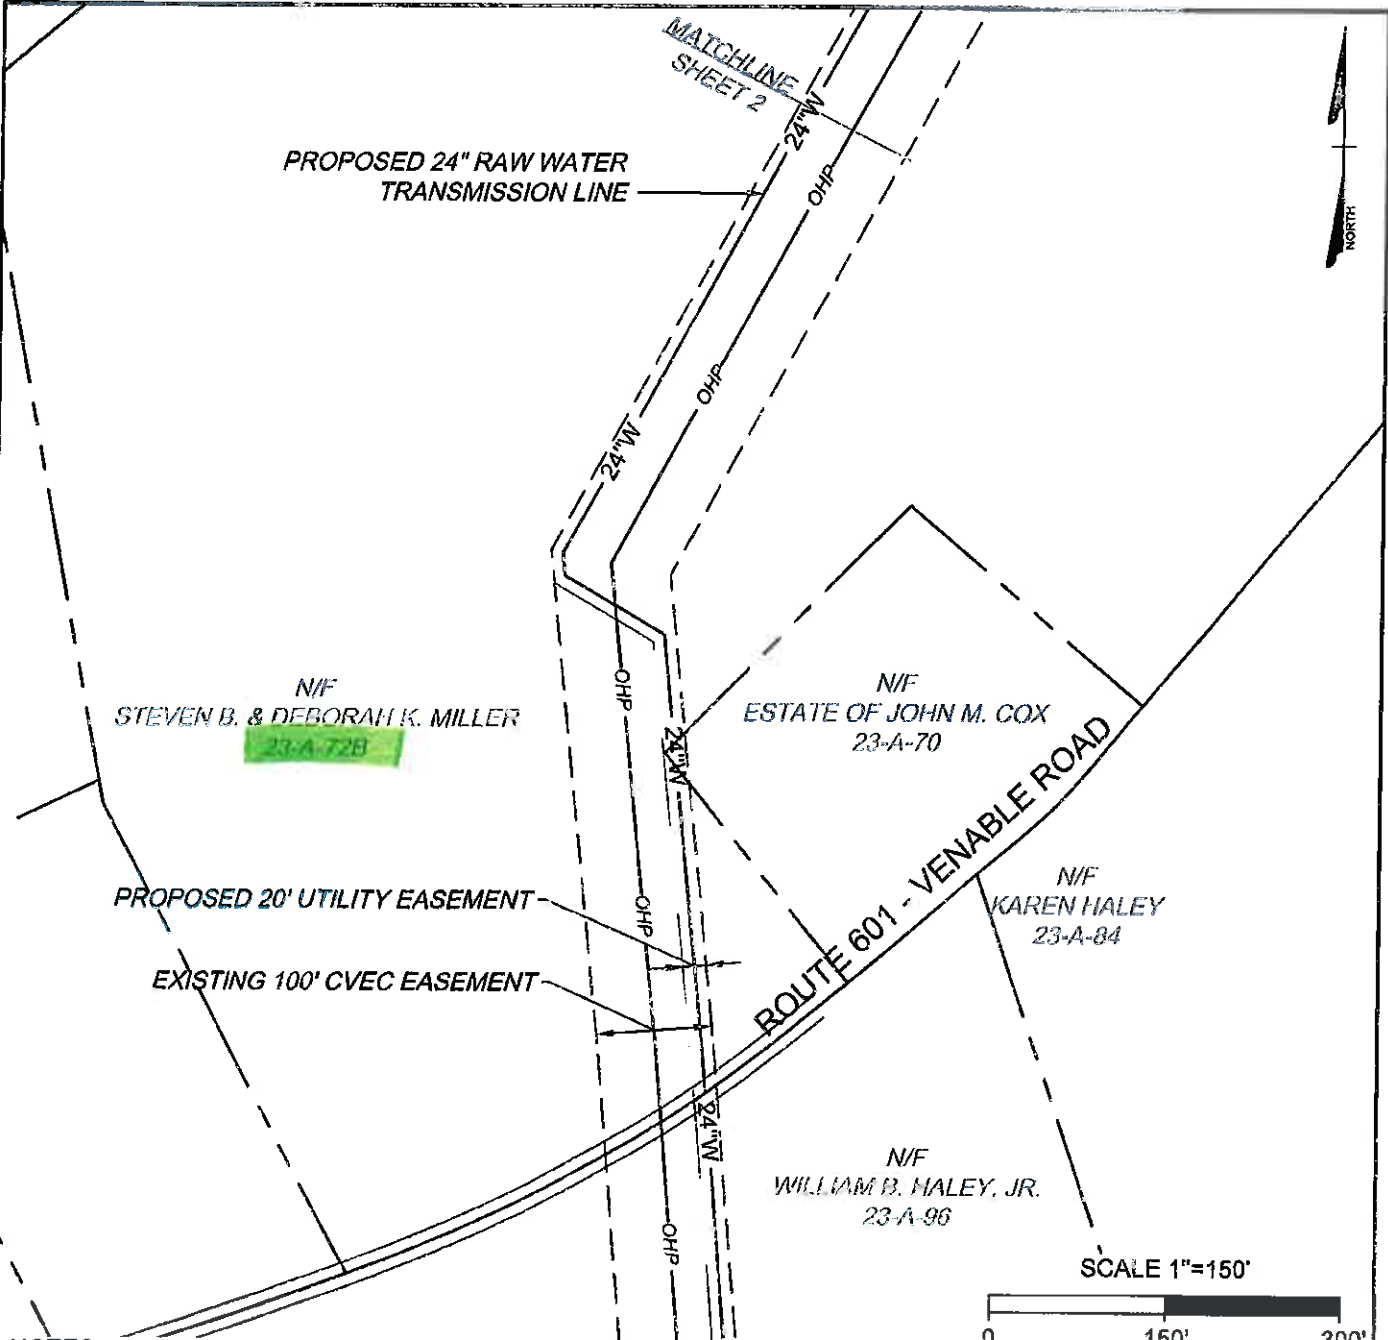 MATCHLINE
SHEET 2
PROPOSED 24" RAW WATER
TRANSMISSION LINE
24"W
OHP
NORTH
OHP
24"W
N/F
STEVEN B. & DEBORAH K. MILLER
23-A-72B
OHP
24"W
N/F
ESTATE OF JOHN M. COX
23-A-70
PROPOSED 20' UTILITY EASEMENT
OHP
EXISTING 100' CVEC EASEMENT
ROUTE 601 - VENABLE ROAD
N/F
KAREN HALEY
23-A-84
24"W
N/F
WILLIAM B. HALEY, JR.
23-A-96
OHP
SCALE 1"=150'
0 150' 300'